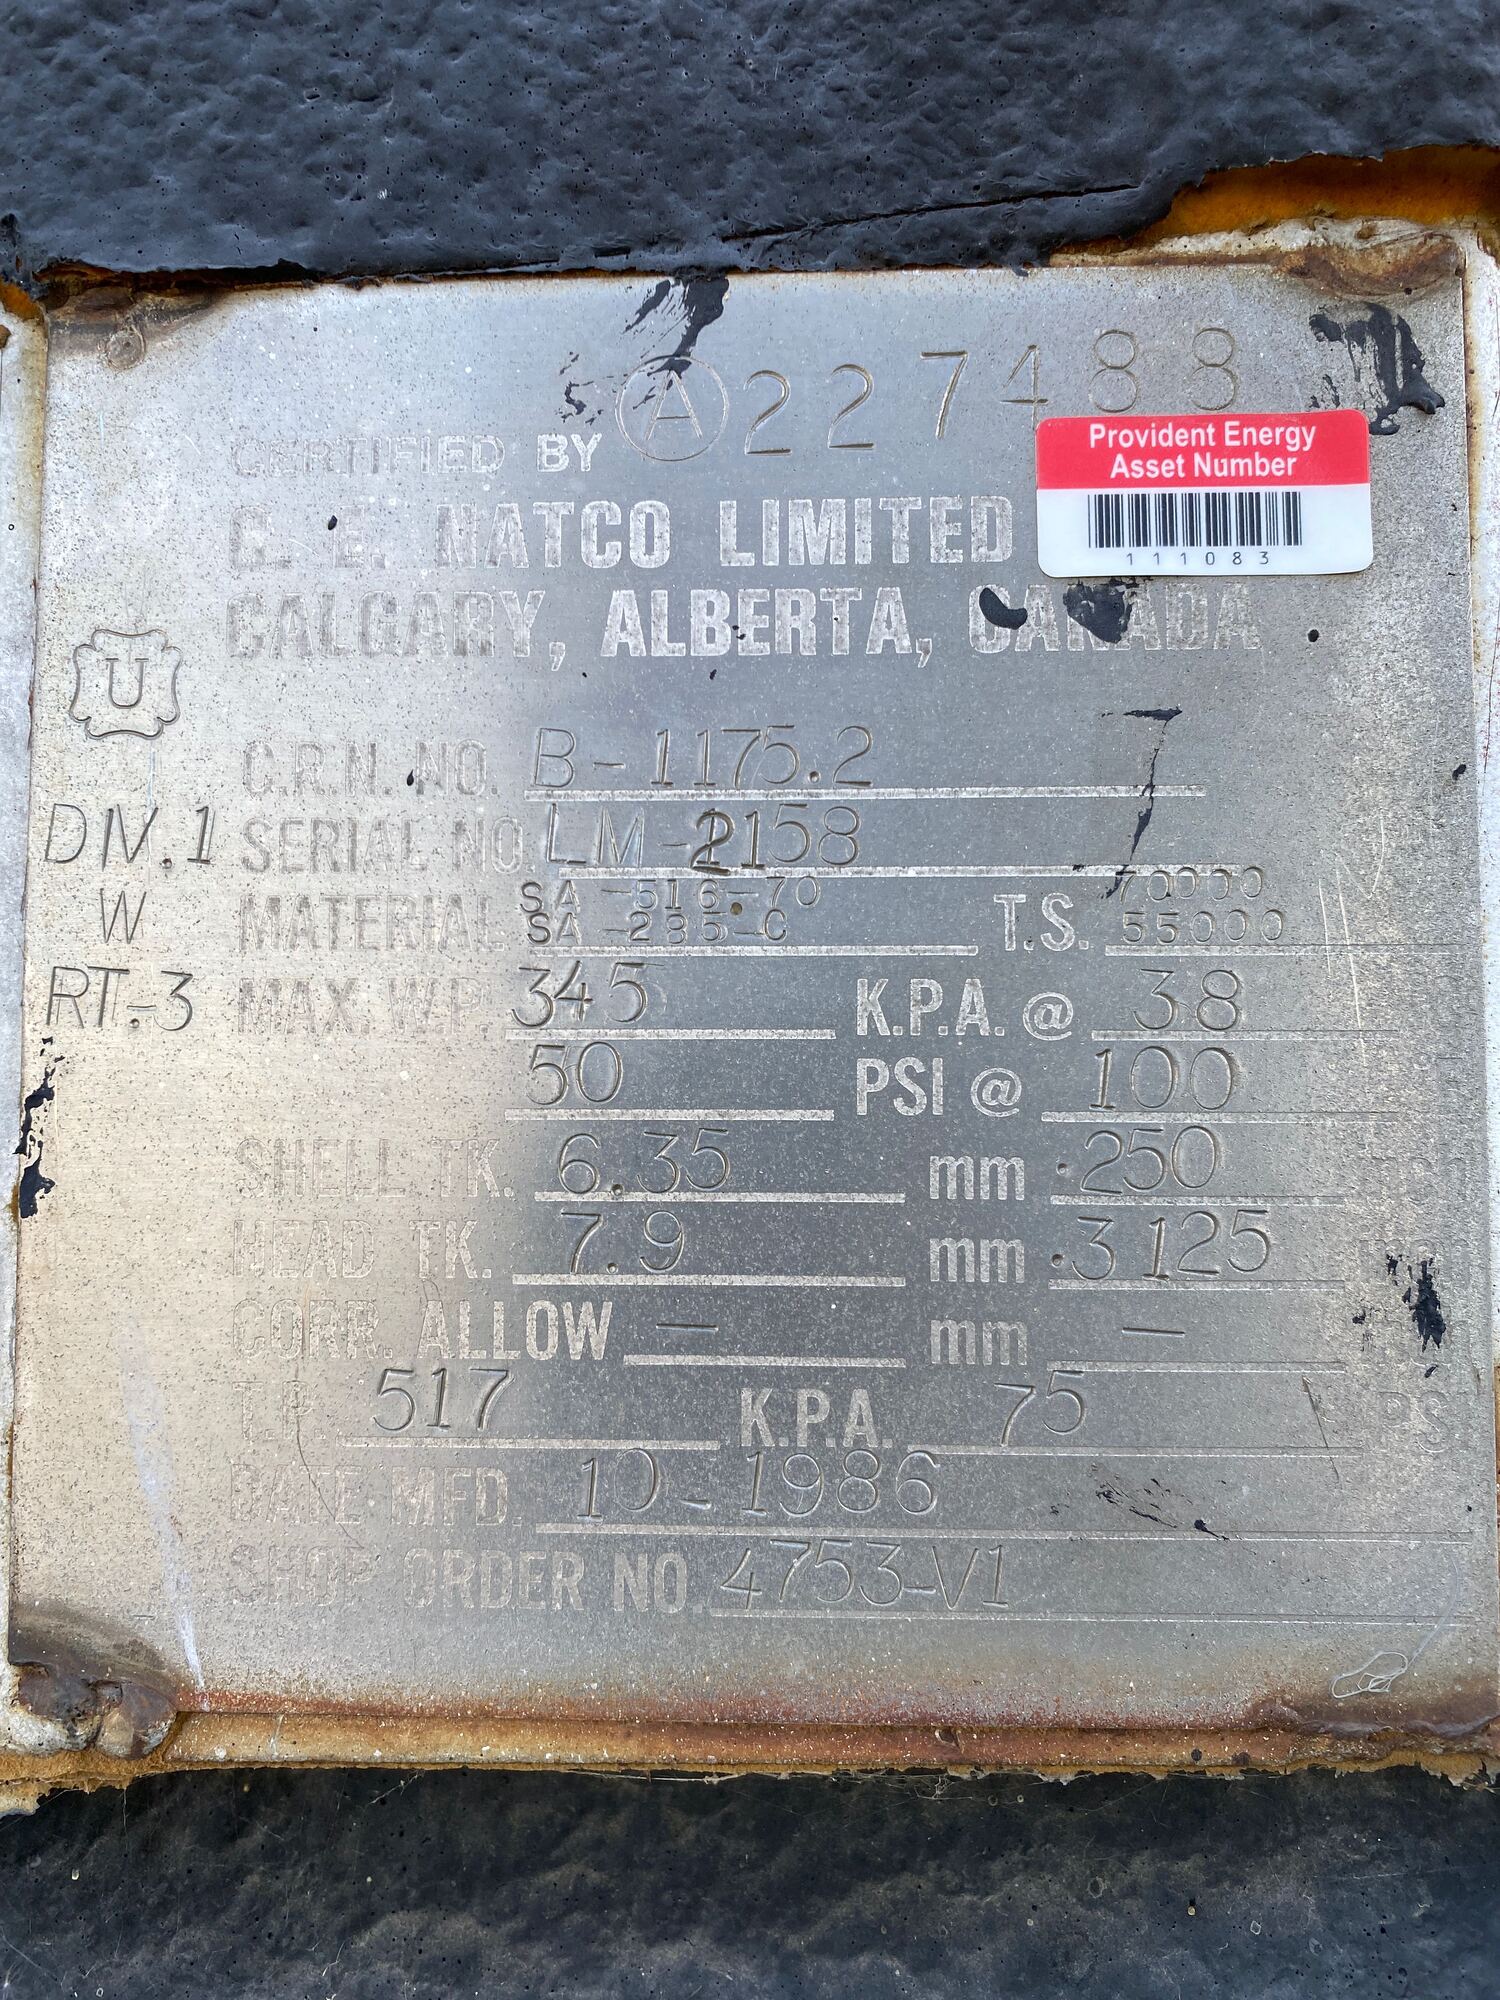 Ⓐ 227488
Provident Energy
Asset Number
111083
CERTIFIED BY
C. E. NATCO LIMITED
CALGARY, ALBERTA, CANADA
U
C.R.N. NO. B-1175.2
DIV.1 SERIAL NO. LM-2158
W MATERIAL SA-516-70 T.S. 70000
SA-285-C 55000
RT-3 MAX. W.P. 345 K.P.A. @ 38
50 PSI @ 100
SHELL TK. 6.35 mm .250
HEAD TK. 7.9 mm .3125
CORR. ALLOW - mm -
T.P. 517 K.P.A. 75 PS
DATE MFD. 10-1986
SHOP ORDER NO. 4753-V1